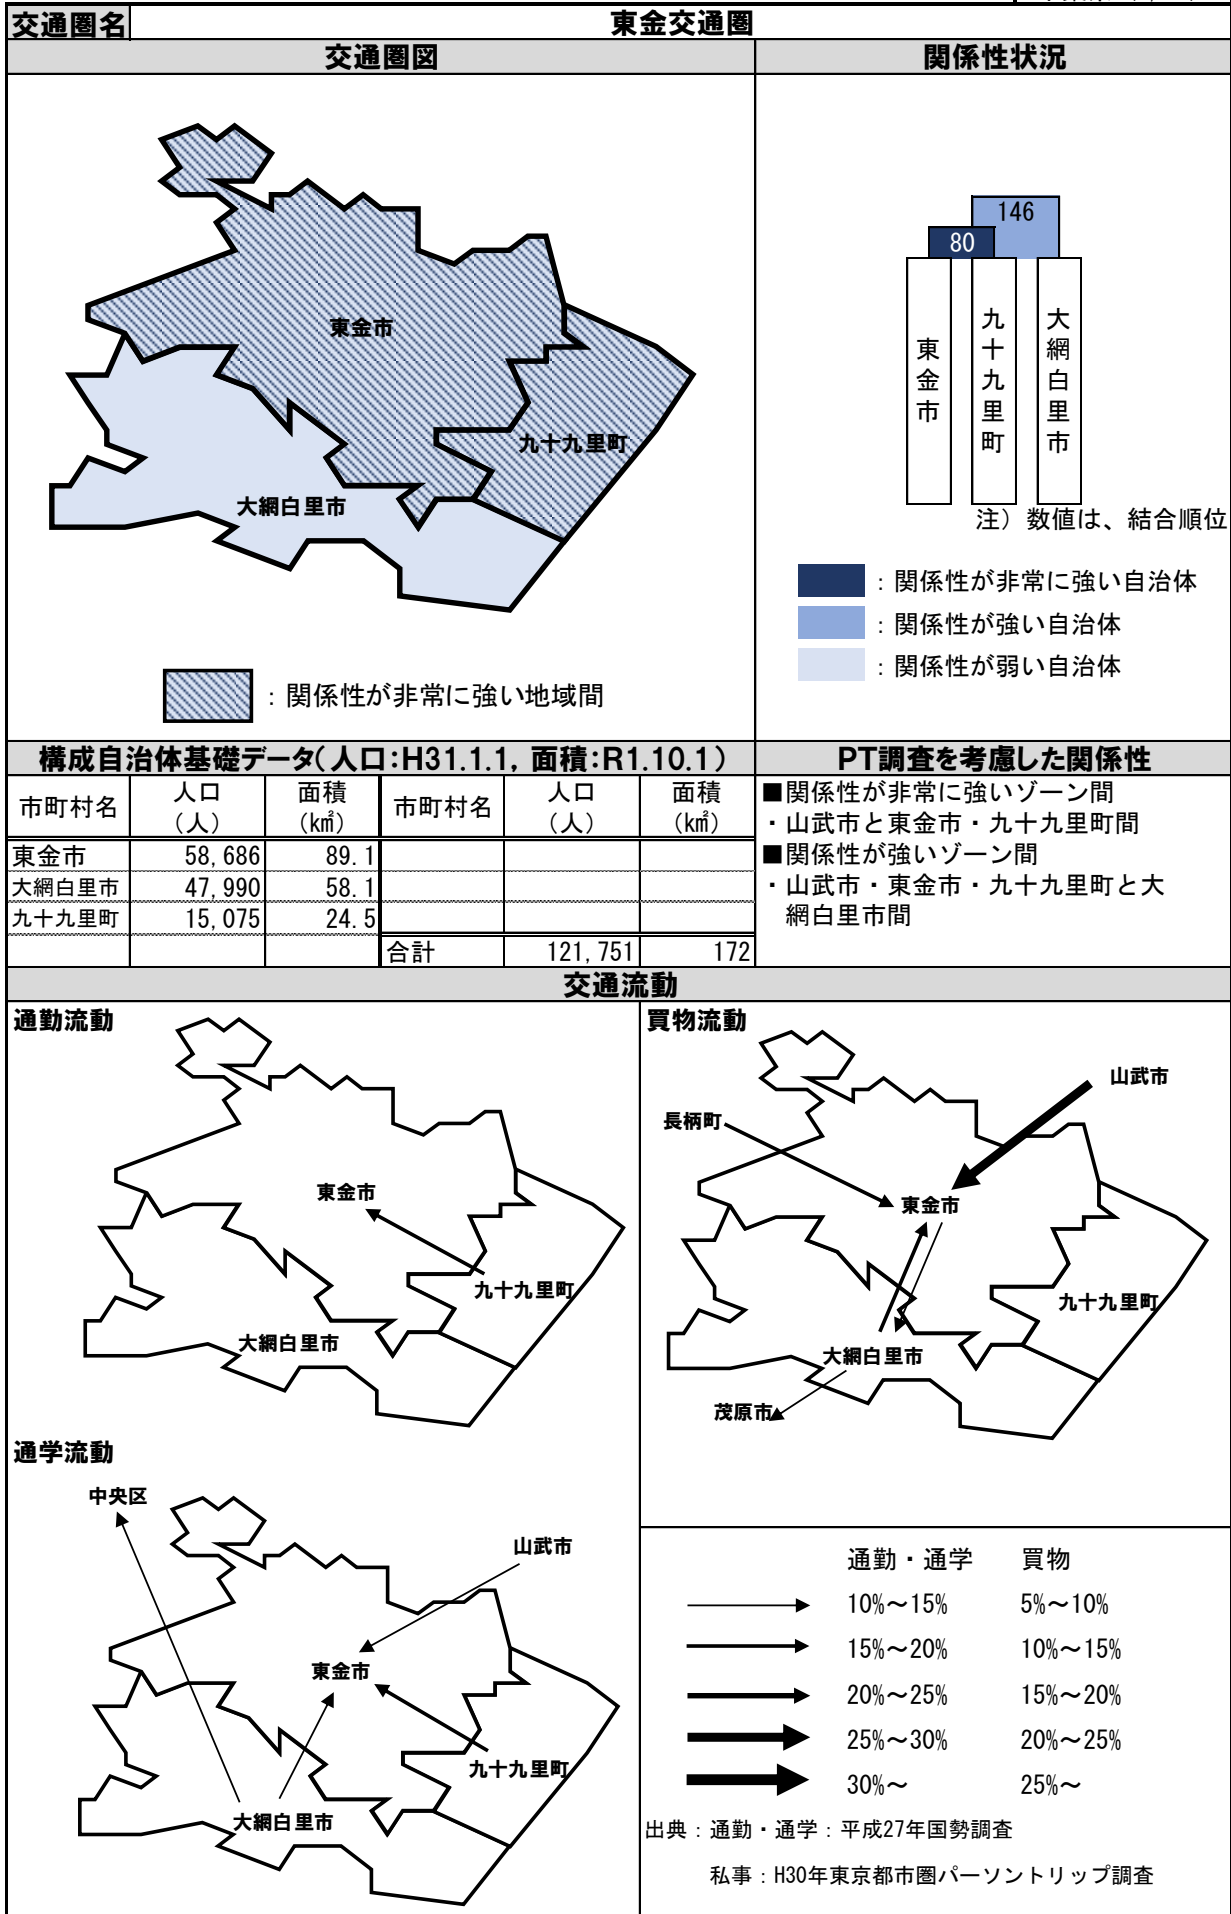 交通圏名
東金交通圏
交通圏図
関係性状況
東金市
九十九里町
大網白里市
：関係性が非常に強い地域間
146
80
東金市
九十九里町
大網白里市
注）数値は、結合順位
：関係性が非常に強い自治体
：関係性が強い自治体
：関係性が弱い自治体
構成自治体基礎データ（人口：H31.1.1，面積：R1.10.1）
市町村名 人口（人） 面積（㎢） 市町村名 人口（人） 面積（㎢）
東金市 58,686 89.1
大網白里市 47,990 58.1
九十九里町 15,075 24.5
合計 121,751 172
PT調査を考慮した関係性
■関係性が非常に強いゾーン間
・山武市と東金市・九十九里町間
■関係性が強いゾーン間
・山武市・東金市・九十九里町と大
網白里市間
交通流動
通勤流動
東金市
九十九里町
大網白里市
買物流動
山武市
長柄町
東金市
九十九里町
大網白里市
茂原市
通学流動
中央区
山武市
東金市
九十九里町
大網白里市
通勤・通学 買物
10%～15% 5%～10%
15%～20% 10%～15%
20%～25% 15%～20%
25%～30% 20%～25%
30%～ 25%～
出典：通勤・通学：平成27年国勢調査
私事：H30年東京都市圏パーソントリップ調査